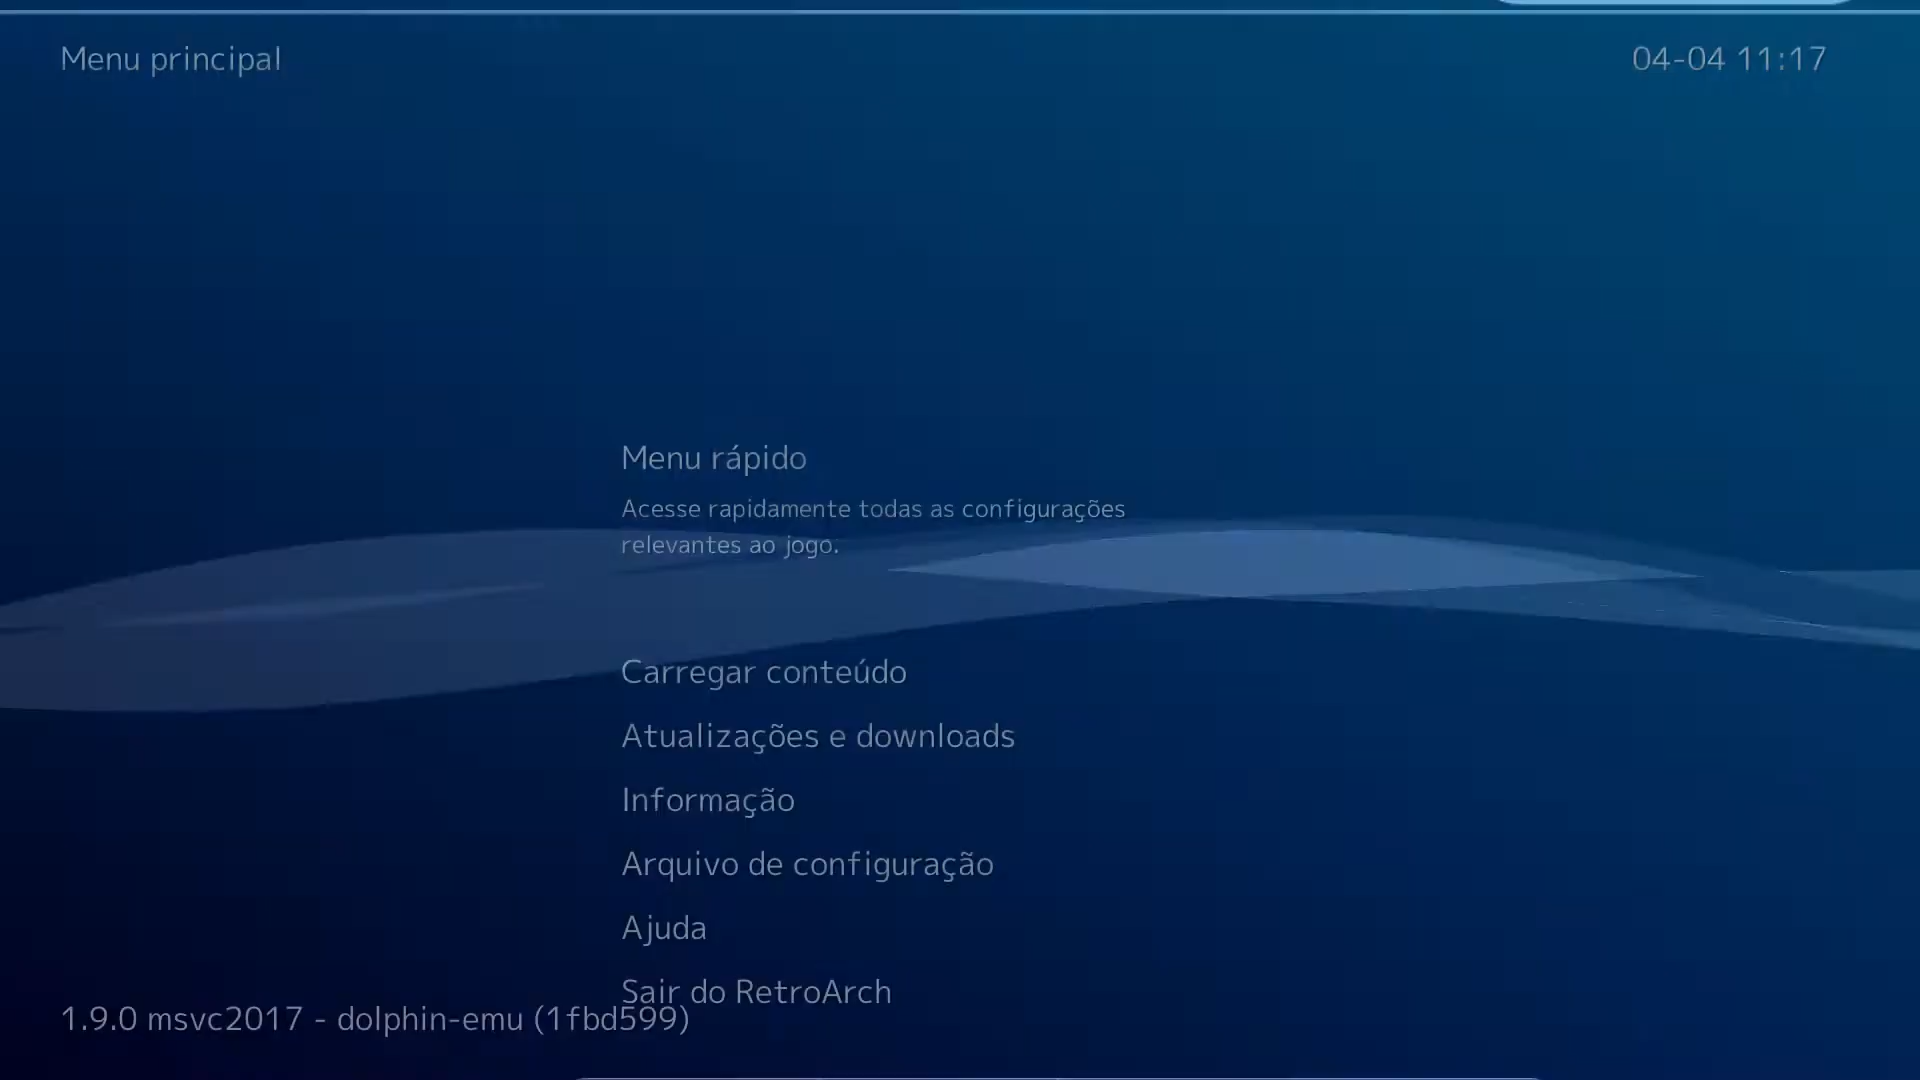 Menu principal
04-04 11:17
Menu rápido
Acesse rapidamente todas as configurações
relevantes ao jogo.
Carregar conteúdo
Atualizações e downloads
Informação
Arquivo de configuração
Ajuda
Sair do RetroArch
1.9.0 msvc2017 - dolphin-emu (1fbd599)